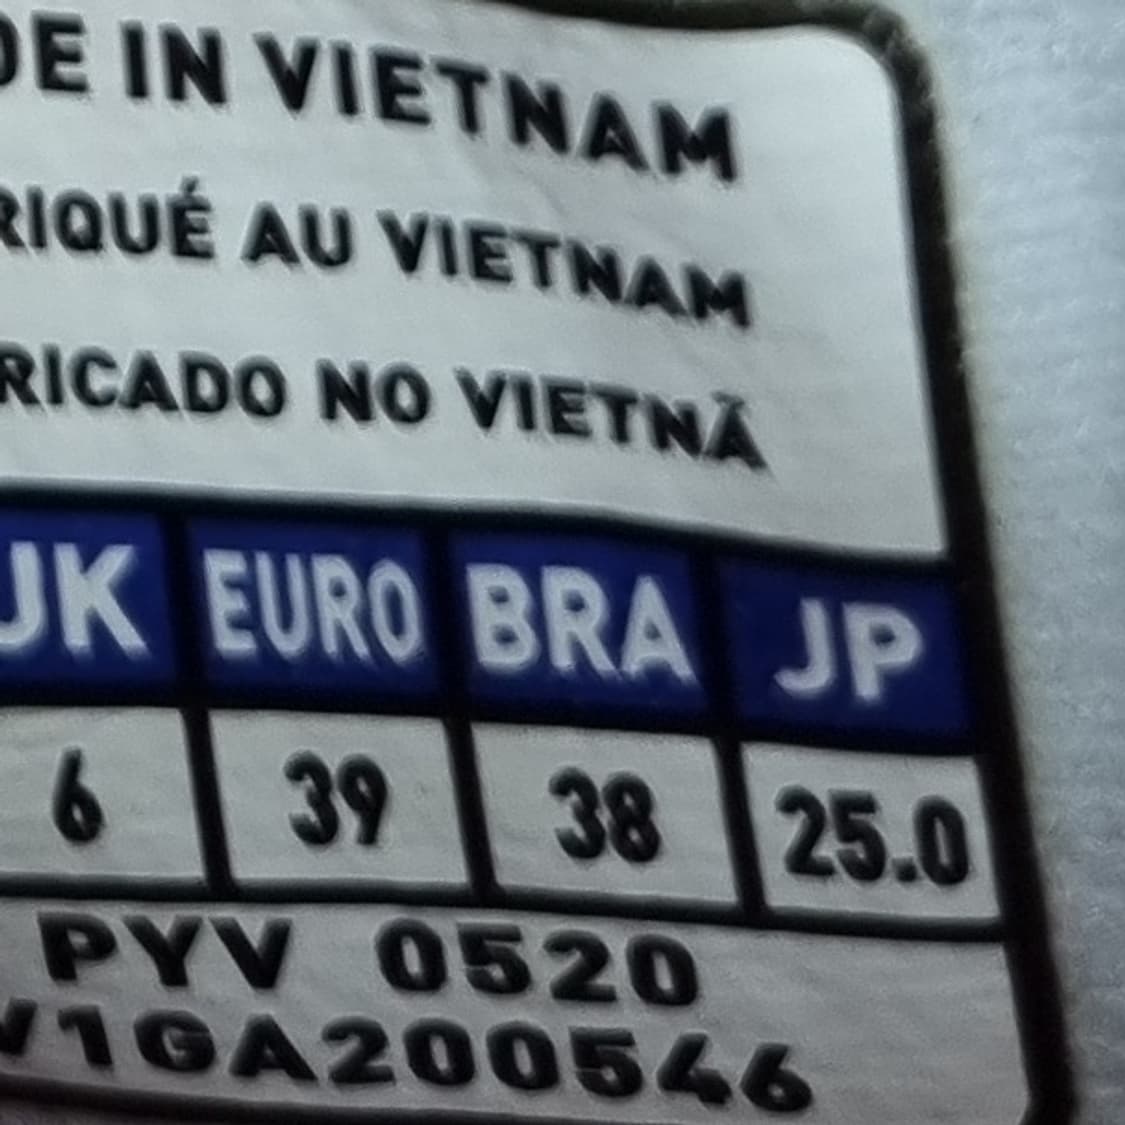 DE IN VIETNAM
RIQUÉ AU VIETNAM
RICADO NO VIETNÃ
UK EURO BRA JP
6 39 38 25.0
PYV 0520
V1GA200546